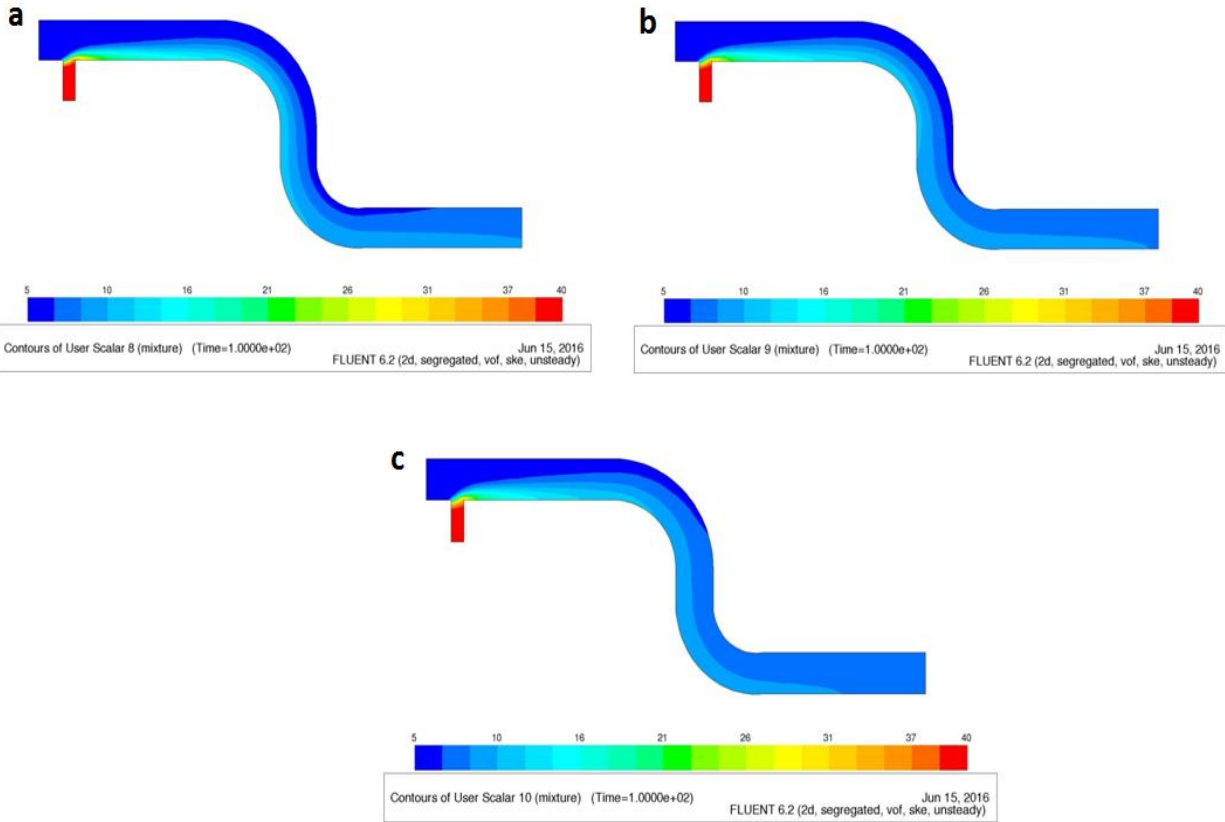 a
5 10 16 21 26 31 37 40
Contours of User Scalar 8 (mixture) (Time=1.0000e+02) Jun 15, 2016
FLUENT 6.2 (2d, segregated, vof, ske, unsteady)
b
5 10 16 21 26 31 37 40
Contours of User Scalar 9 (mixture) (Time=1.0000e+02) Jun 15, 2016
FLUENT 6.2 (2d, segregated, vof, ske, unsteady)
c
5 10 16 21 26 31 37 40
Contours of User Scalar 10 (mixture) (Time=1.0000e+02) Jun 15, 2016
FLUENT 6.2 (2d, segregated, vof, ske, unsteady)